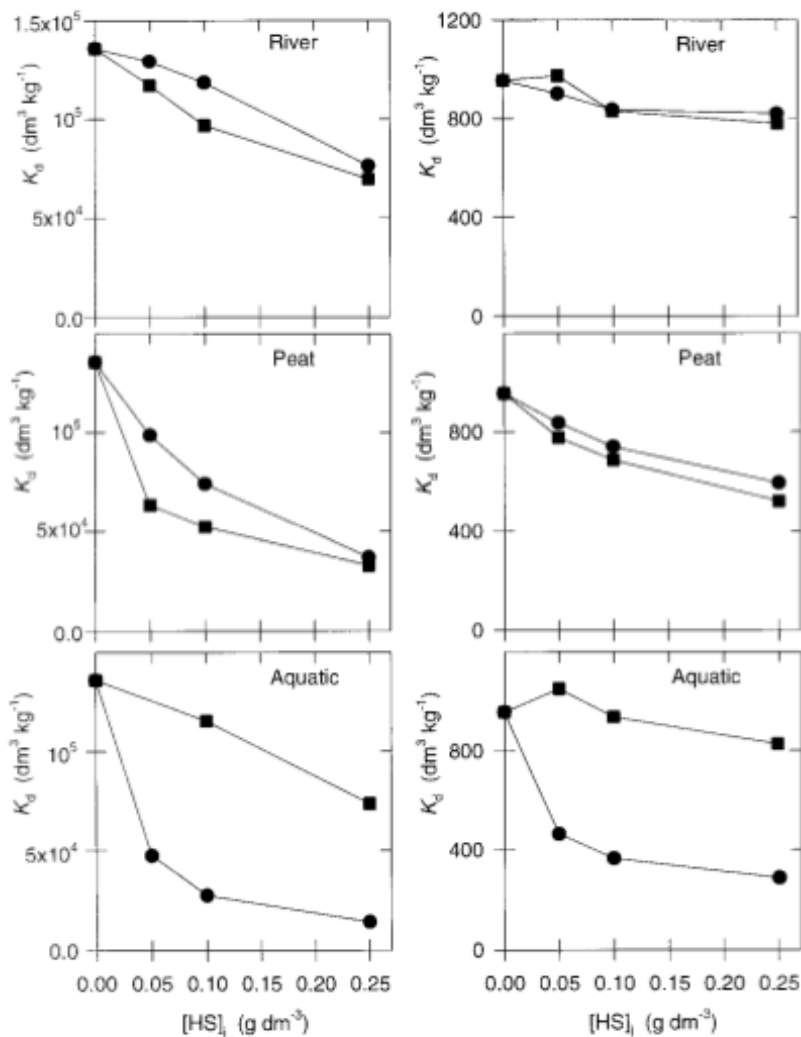 1.5x10⁵
River
10⁵
5x10⁴
0.0
K_d (dm³ kg⁻¹)
1200
River
800
400
0
K_d (dm³ kg⁻¹)
Peat
10⁵
5x10⁴
0.0
K_d (dm³ kg⁻¹)
Peat
800
400
0
K_d (dm³ kg⁻¹)
Aquatic
10⁵
5x10⁴
0.0
K_d (dm³ kg⁻¹)
0.00 0.05 0.10 0.15 0.20 0.25
[HS]ᵢ (g dm⁻³)
Aquatic
800
400
0
K_d (dm³ kg⁻¹)
0.00 0.05 0.10 0.15 0.20 0.25
[HS]ᵢ (g dm⁻³)